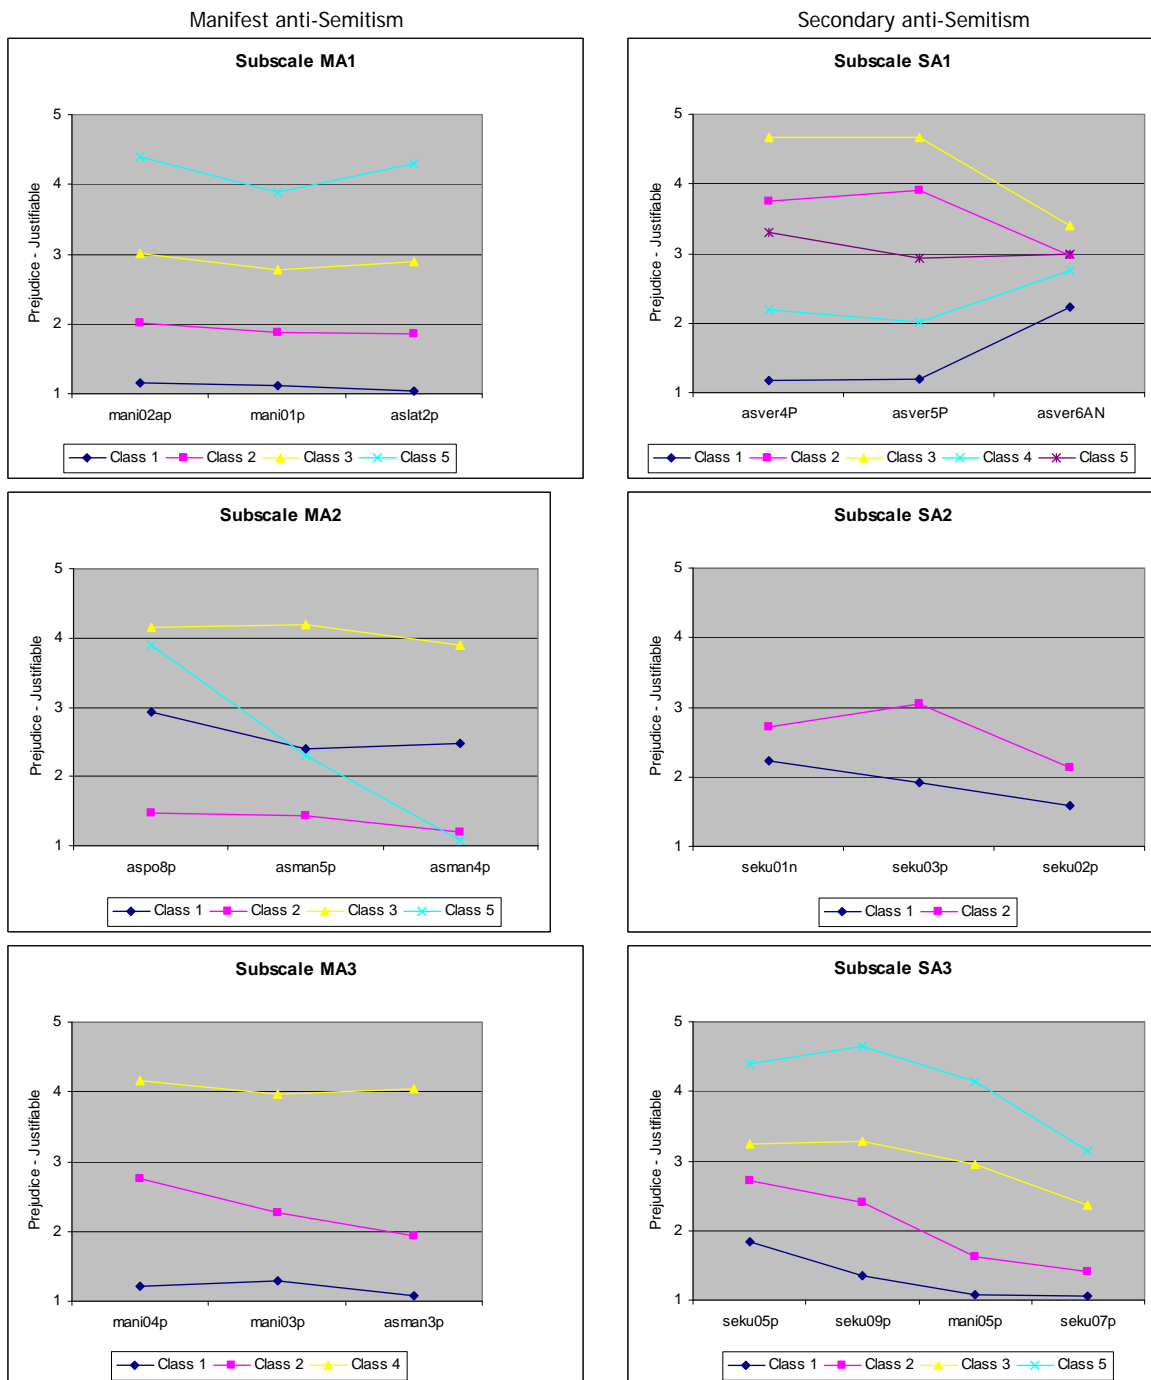 Manifest anti-Semitism
Secondary anti-Semitism
Subscale MA1
Prejudice - Justifiable
5
4
3
2
1
mani02ap mani01p aslat2p
Class 1 Class 2 Class 3 Class 5
Subscale SA1
Prejudice - Justifiable
5
4
3
2
1
asver4P asver5P asver6AN
Class 1 Class 2 Class 3 Class 4 Class 5
Subscale MA2
Prejudice - Justifiable
5
4
3
2
1
aspo8p asman5p asman4p
Class 1 Class 2 Class 3 Class 5
Subscale SA2
Prejudice - Justifiable
5
4
3
2
1
seku01n seku03p seku02p
Class 1 Class 2
Subscale MA3
Prejudice - Justifiable
5
4
3
2
1
mani04p mani03p asman3p
Class 1 Class 2 Class 4
Subscale SA3
Prejudice - Justifiable
5
4
3
2
1
seku05p seku09p mani05p seku07p
Class 1 Class 2 Class 3 Class 5